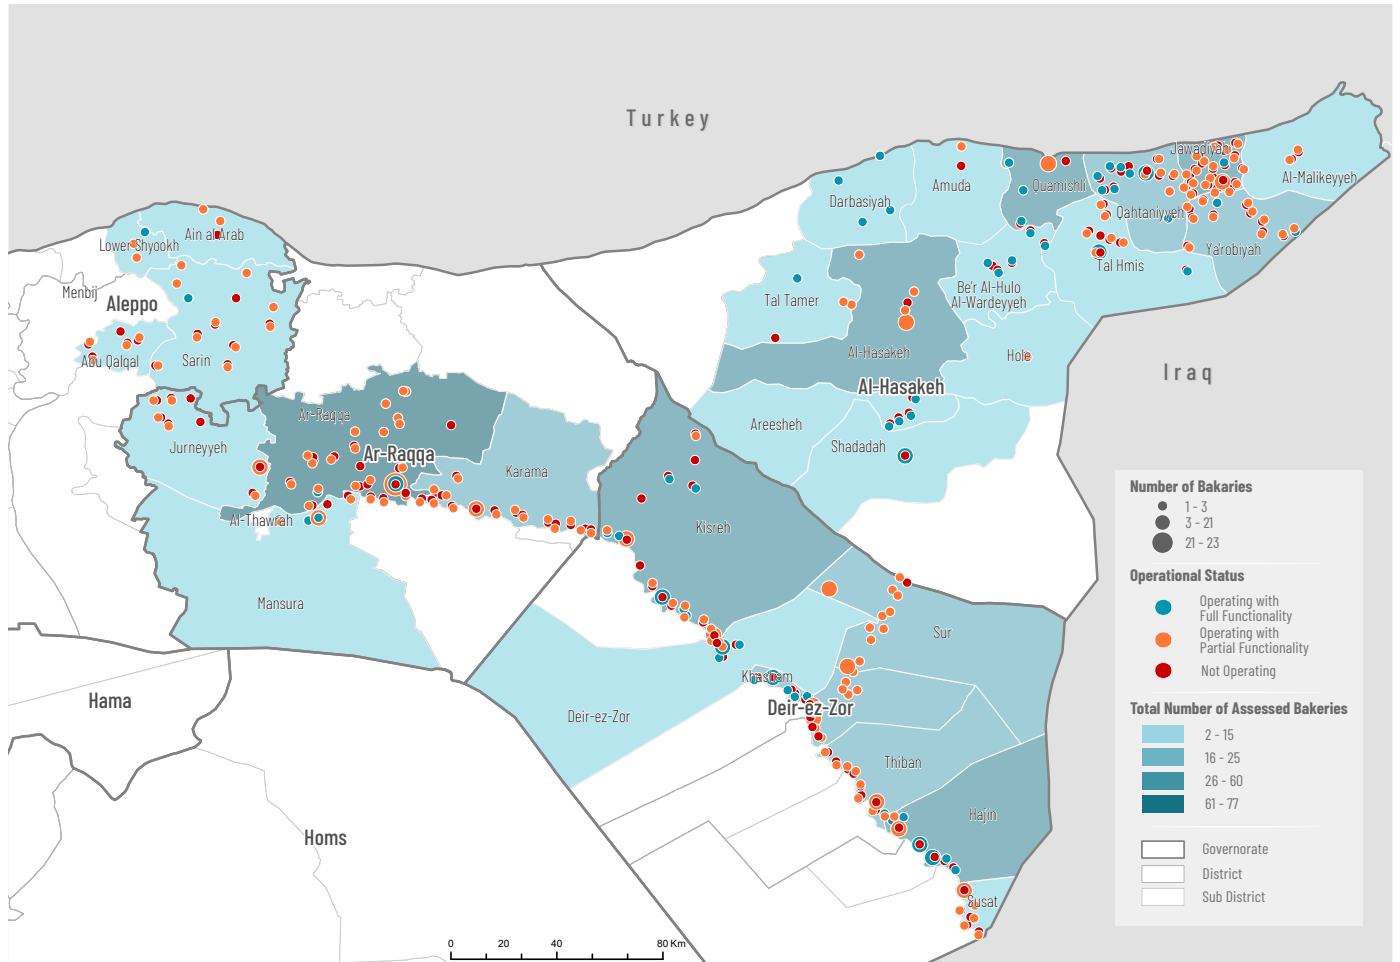 Turkey
Jawadiyah
Al-Malikeyyeh
Amuda
Quamishli
Darbasiyah
Qahtaniyyeh
Ain al Arab
Lower Shyookh
Ya'robiyah
Tal Hmis
Menbij
Aleppo
Be'r Al-Hulo
Al-Wardeyyeh
Tal Tamer
Abu Qalqal
Sarin
Al-Hasakeh
Hole
Iraq
Al-Hasakeh
Ar-Raqqa
Areesheh
Jurneyyeh
Ar-Raqqa
Shadadah
Karama
Al-Thawrah
Kisreh
Mansura
Sur
Khasham
Hama
Deir-ez-Zor
Deir-ez-Zor
Thiban
Hajin
Homs
Susat
0 20 40 80 Km
Number of Bakaries
1 - 3
3 - 21
21 - 23
Operational Status
Operating with
Full Functionality
Operating with
Partial Functionality
Not Operating
Total Number of Assessed Bakeries
2 - 15
16 - 25
26 - 60
61 - 77
Governorate
District
Sub District